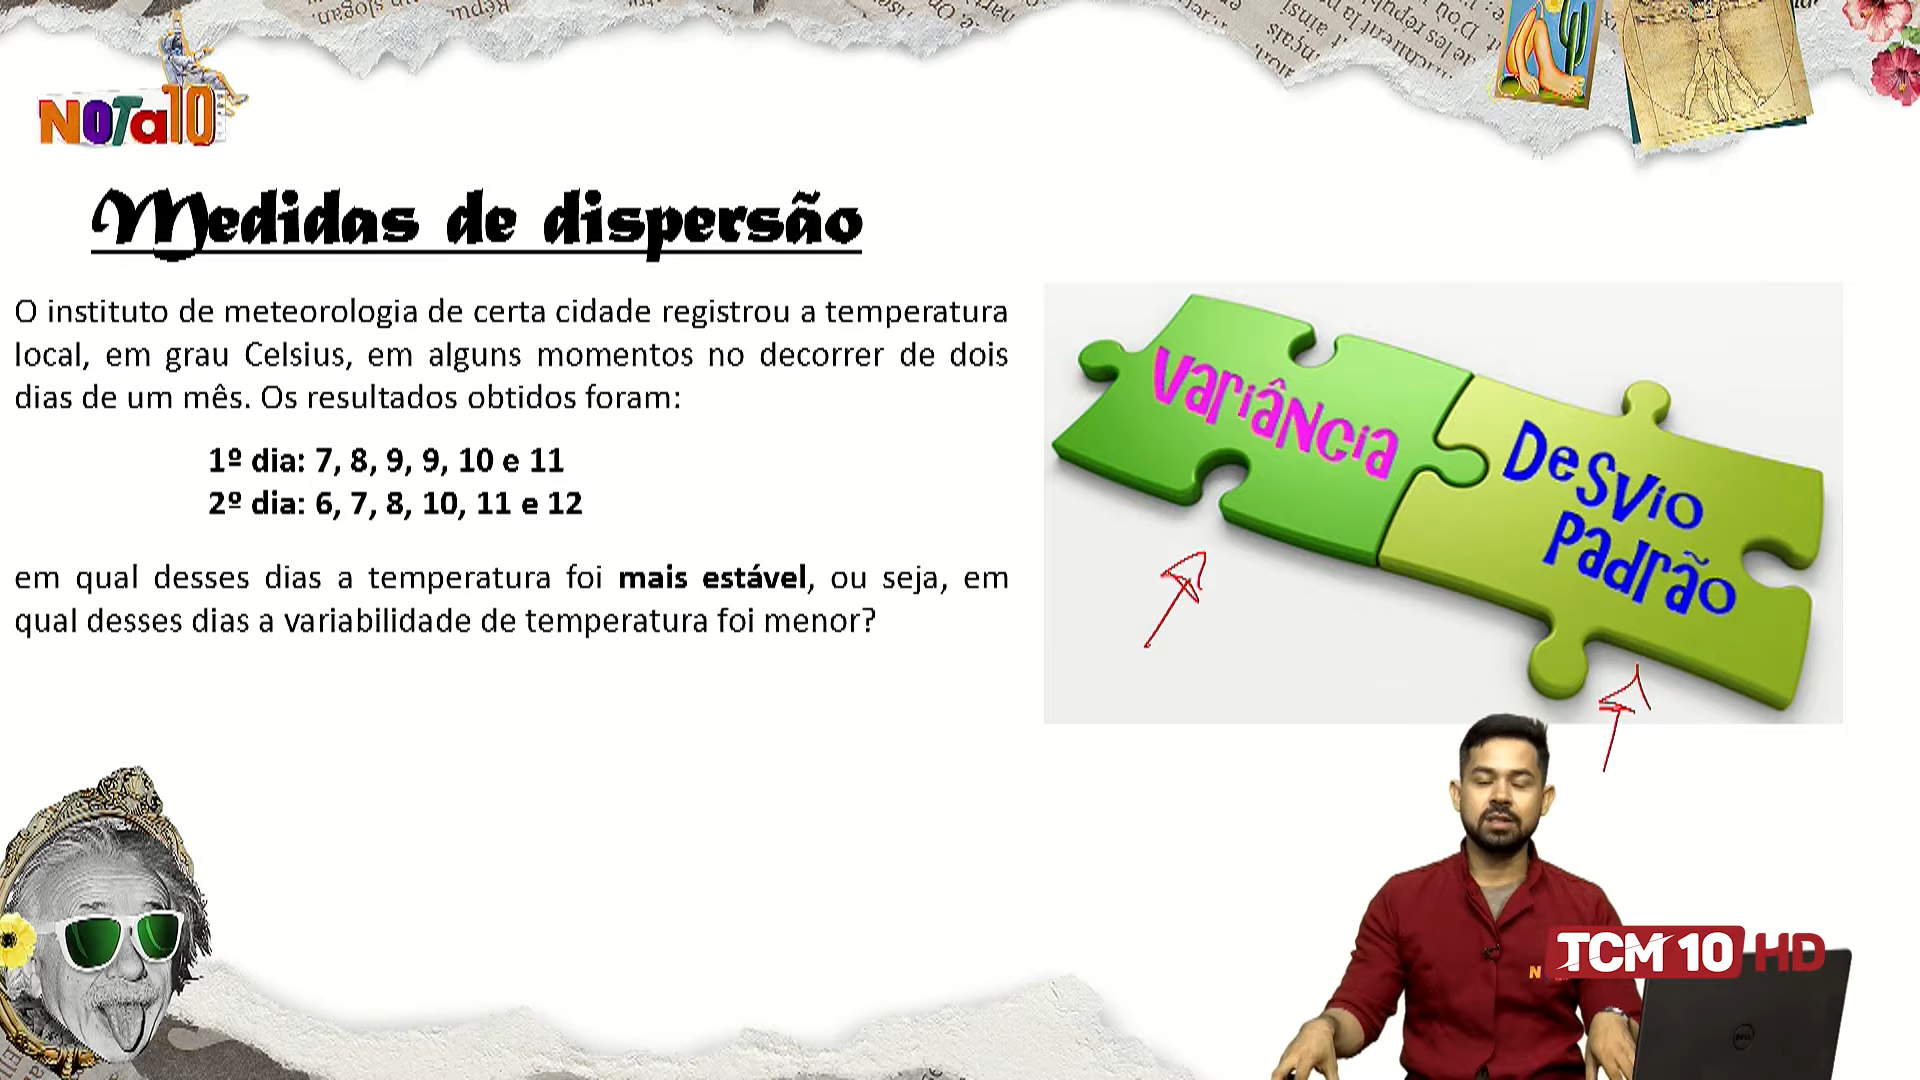 NOTa10
Medidas de dispersão
O instituto de meteorologia de certa cidade registrou a temperatura
local, em grau Celsius, em alguns momentos no decorrer de dois
dias de um mês. Os resultados obtidos foram:
1º dia: 7, 8, 9, 9, 10 e 11
2º dia: 6, 7, 8, 10, 11 e 12
em qual desses dias a temperatura foi mais estável, ou seja, em
qual desses dias a variabilidade de temperatura foi menor?
Variância
Desvio
Padrão
TCM 10 HD
DELL